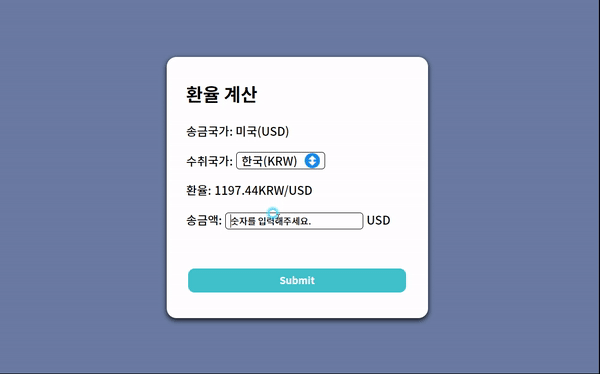 환율 계산
송금국가: 미국(USD)
수취국가: 한국(KRW)
환율: 1197.44KRW/USD
송금액: 숫자를 입력해주세요. USD
Submit